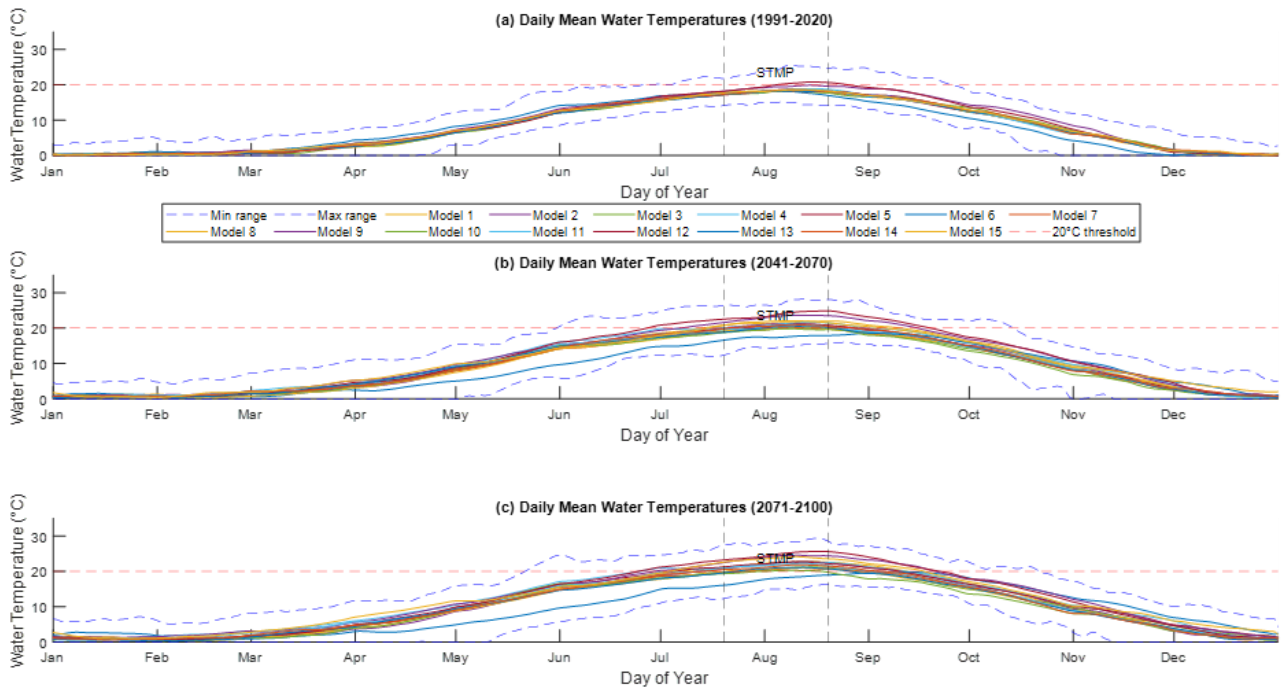 (a) Daily Mean Water Temperatures (1991-2020)
Water Temperature (°C)
30
20
10
0
STMP
Jan Feb Mar Apr May Jun Jul Aug Sep Oct Nov Dec
Day of Year
Min range Max range Model 1 Model 2 Model 3 Model 4 Model 5 Model 6 Model 7
Model 8 Model 9 Model 10 Model 11 Model 12 Model 13 Model 14 Model 15 20°C threshold
(b) Daily Mean Water Temperatures (2041-2070)
Water Temperature (°C)
30
20
10
0
STMP
Jan Feb Mar Apr May Jun Jul Aug Sep Oct Nov Dec
Day of Year
(c) Daily Mean Water Temperatures (2071-2100)
Water Temperature (°C)
30
20
10
0
STMP
Jan Feb Mar Apr May Jun Jul Aug Sep Oct Nov Dec
Day of Year